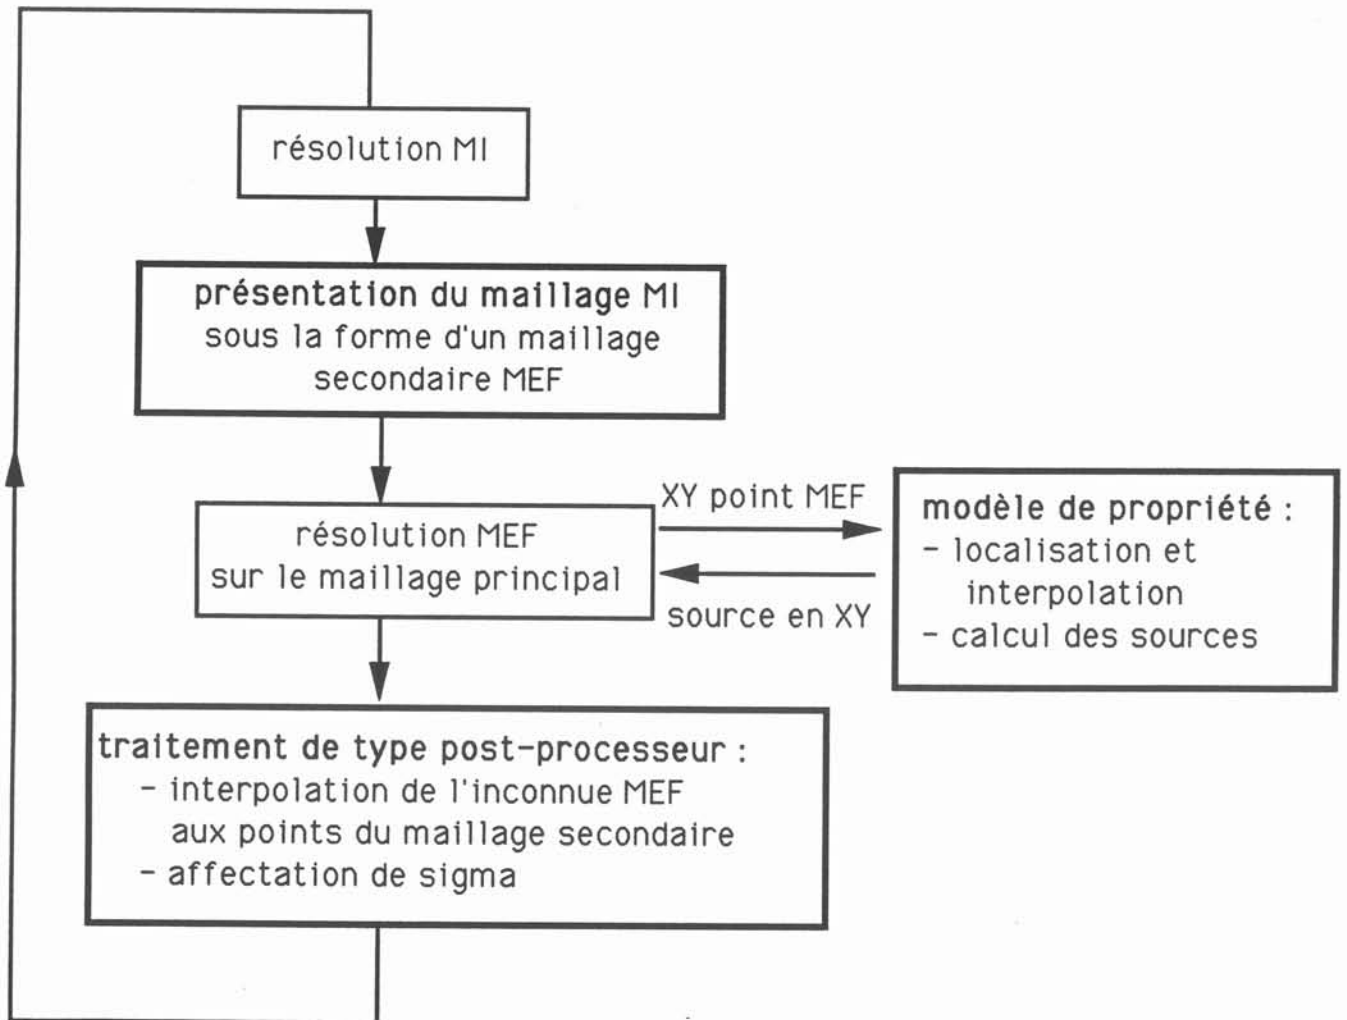 résolution MI
présentation du maillage MI
sous la forme d'un maillage
secondaire MEF
résolution MEF
sur le maillage principal
XY point MEF
source en XY
modèle de propriété :
- localisation et
interpolation
- calcul des sources
traitement de type post-processeur :
- interpolation de l'inconnue MEF
aux points du maillage secondaire
- affectation de sigma